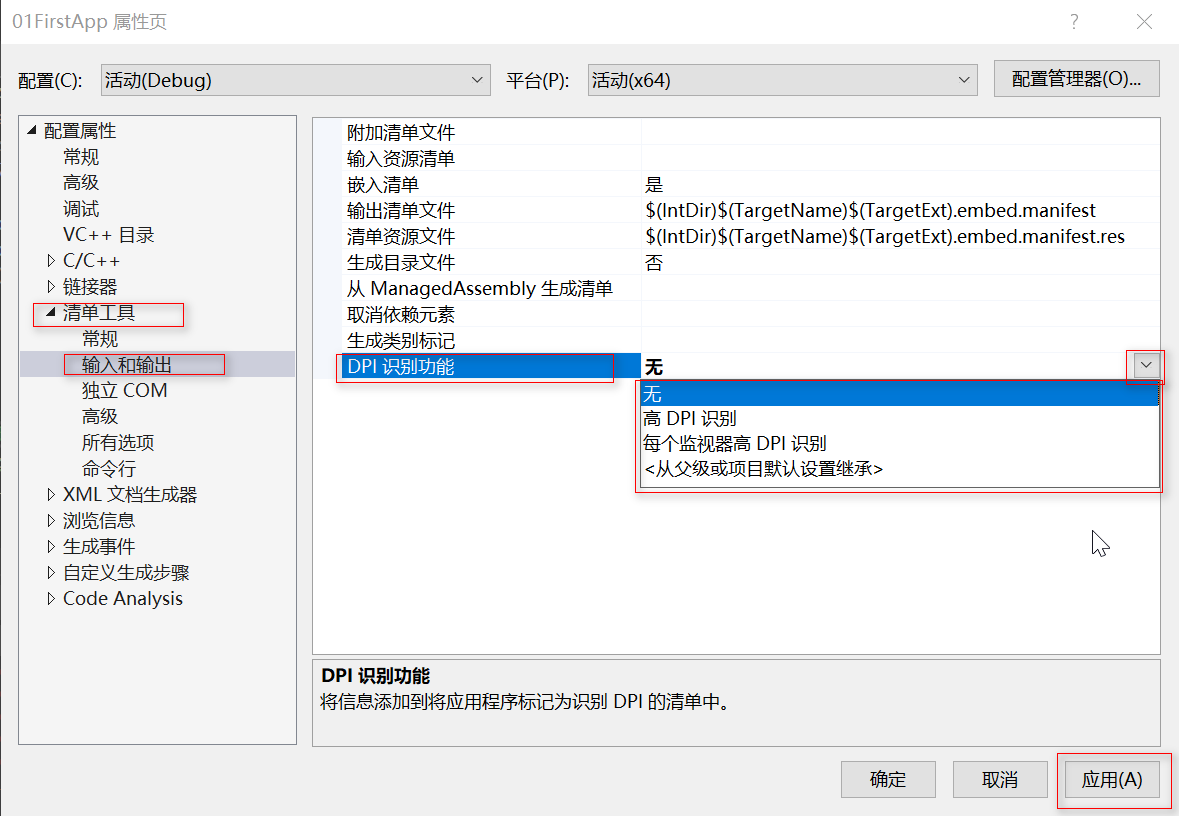 01FirstApp 属性页
配置(C): 活动(Debug) 平台(P): 活动(x64) 配置管理器(O)...
配置属性
常规
高级
调试
VC++ 目录
C/C++
链接器
清单工具
常规
输入和输出
独立 COM
高级
所有选项
命令行
XML 文档生成器
浏览信息
生成事件
自定义生成步骤
Code Analysis
附加清单文件
输入资源清单
嵌入清单 是
输出清单文件 $(IntDir)$(TargetName)$(TargetExt).embed.manifest
清单资源文件 $(IntDir)$(TargetName)$(TargetExt).embed.manifest.res
生成目录文件 否
从 ManagedAssembly 生成清单
取消依赖元素
生成类别标记
DPI 识别功能 无
无
高 DPI 识别
每个监视器高 DPI 识别
<从父级或项目默认设置继承>
DPI 识别功能
将信息添加到将应用程序标记为识别 DPI 的清单中。
确定 取消 应用(A)